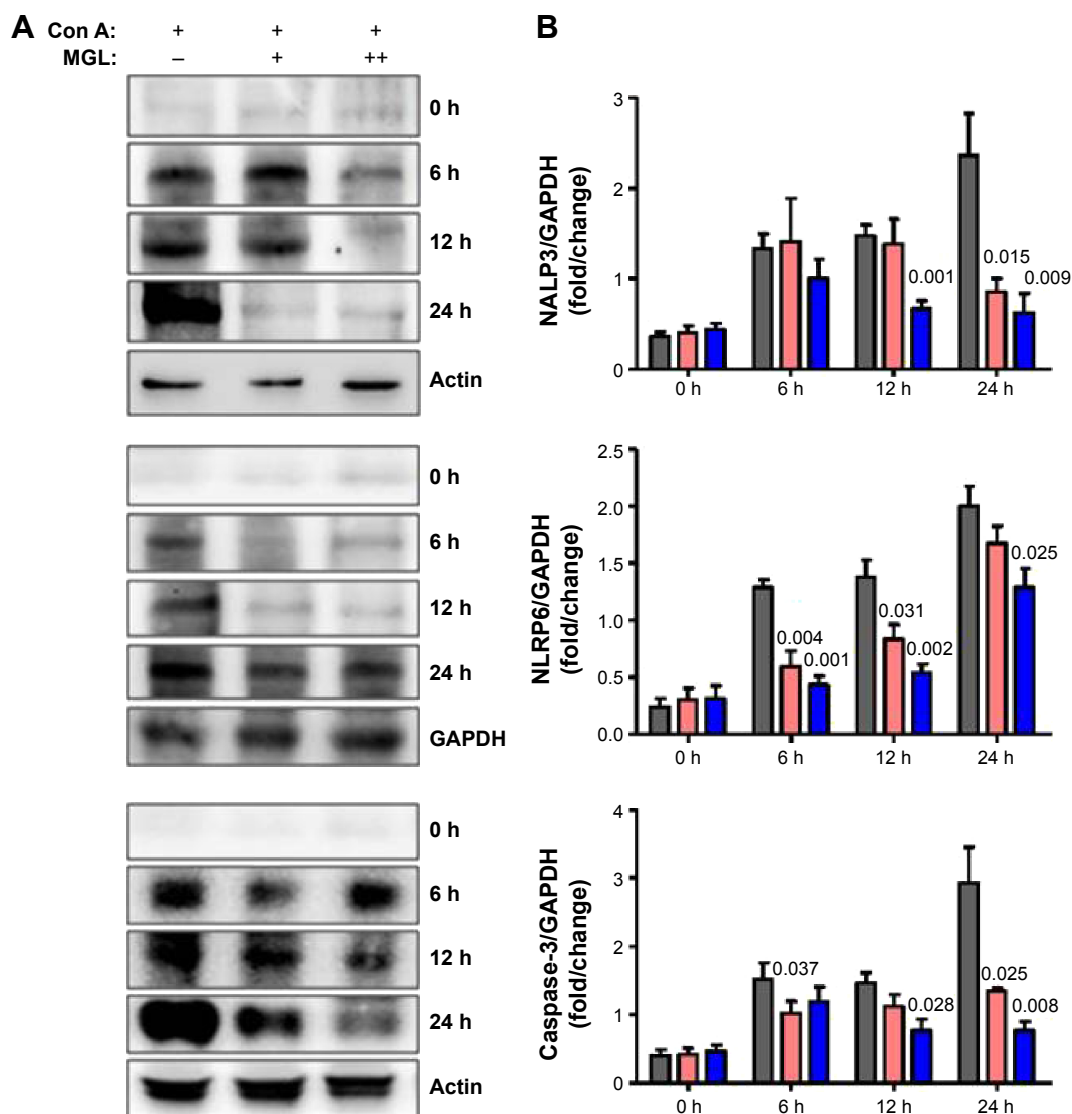 A
Con A: + + +
MGL: – + ++
0 h
6 h
12 h
24 h
Actin
0 h
6 h
12 h
24 h
GAPDH
0 h
6 h
12 h
24 h
Actin
B
NALP3/GAPDH
(fold/change)
3
2
1
0
0.015
0.001
0.009
0 h 6 h 12 h 24 h
NLRP6/GAPDH
(fold/change)
2.5
2.0
1.5
1.0
0.5
0.0
0.025
0.031
0.004
0.002
0.001
0 h 6 h 12 h 24 h
Caspase-3/GAPDH
(fold/change)
4
3
2
1
0
0.037
0.025
0.028
0.008
0 h 6 h 12 h 24 h